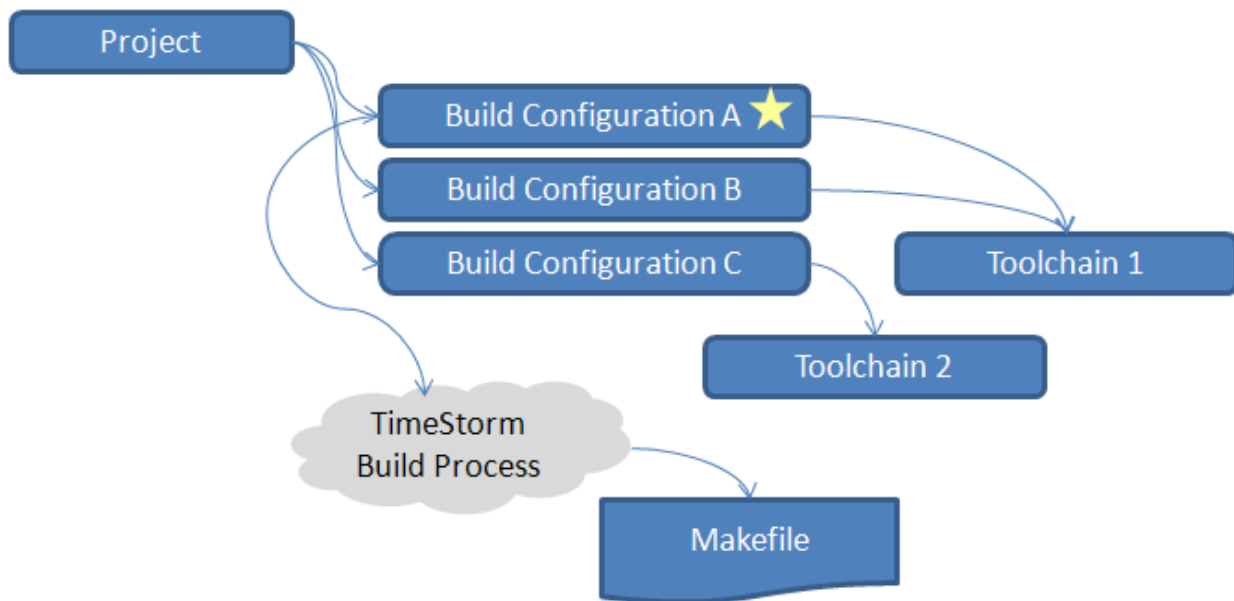 Project
Build Configuration A
Build Configuration B
Build Configuration C
Toolchain 1
Toolchain 2
TimeStorm
Build Process
Makefile